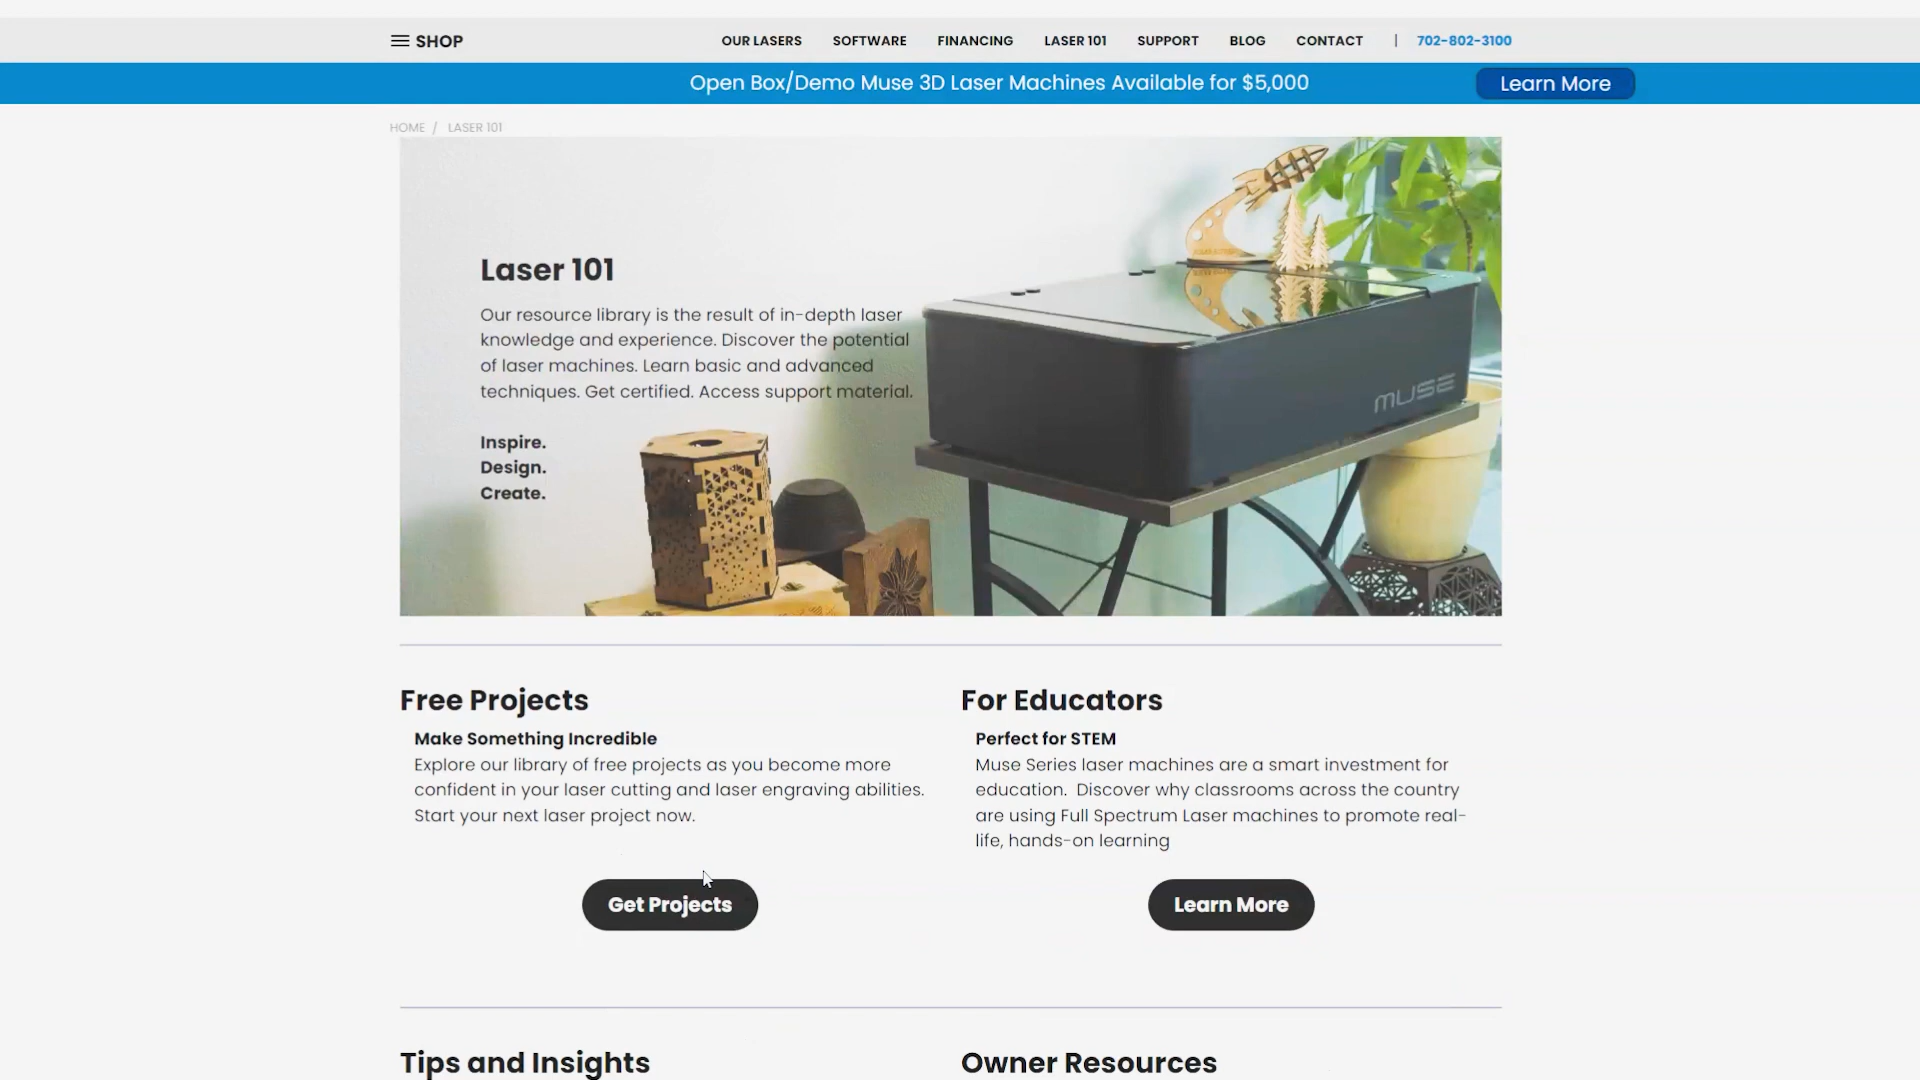 SHOP
OUR LASERS SOFTWARE FINANCING LASER 101 SUPPORT BLOG CONTACT | 702-802-3100
Open Box/Demo Muse 3D Laser Machines Available for $5,000
Learn More
HOME / LASER 101
Laser 101
Our resource library is the result of in-depth laser
knowledge and experience. Discover the potential
of laser machines. Learn basic and advanced
techniques. Get certified. Access support material.
Inspire.
Design.
Create.
MUSE
Free Projects
Make Something Incredible
Explore our library of free projects as you become more
confident in your laser cutting and laser engraving abilities.
Start your next laser project now.
Get Projects
For Educators
Perfect for STEM
Muse Series laser machines are a smart investment for
education. Discover why classrooms across the country
are using Full Spectrum Laser machines to promote real-
life, hands-on learning
Learn More
Tips and Insights
Owner Resources